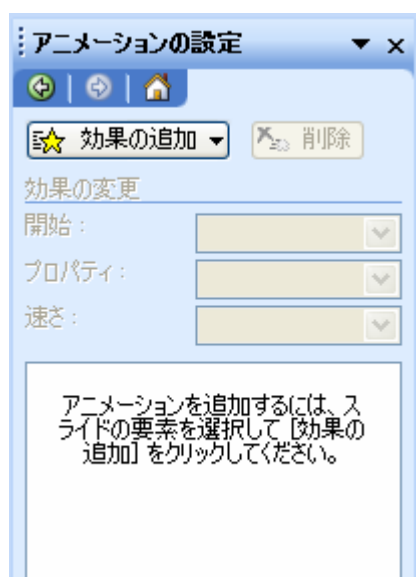 アニメーションの設定
効果の追加 削除
効果の変更
開始：
プロパティ：
速さ：
アニメーションを追加するには、ス
ライドの要素を選択して [効果の
追加] をクリックしてください。